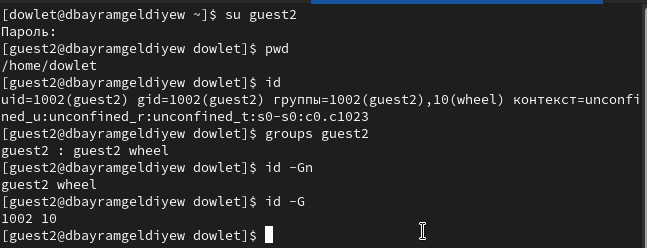 [dowlet@dbayramgeldiyew ~]$ su guest2
Пароль:
[guest2@dbayramgeldiyew dowlet]$ pwd
/home/dowlet
[guest2@dbayramgeldiyew dowlet]$ id
uid=1002(guest2) gid=1002(guest2) группы=1002(guest2),10(wheel) контекст=unconfi
ned_u:unconfined_r:unconfined_t:s0-s0:c0.c1023
[guest2@dbayramgeldiyew dowlet]$ groups guest2
guest2 : guest2 wheel
[guest2@dbayramgeldiyew dowlet]$ id -Gn
guest2 wheel
[guest2@dbayramgeldiyew dowlet]$ id -G
1002 10
[guest2@dbayramgeldiyew dowlet]$